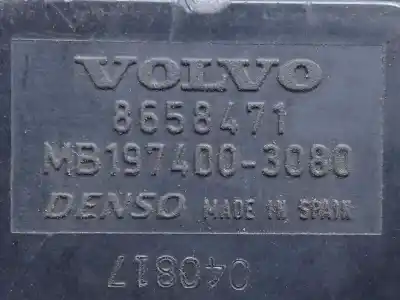 VOLVO
8658471
MB197400-3080
DENSO MADE IN SPAIN
040817